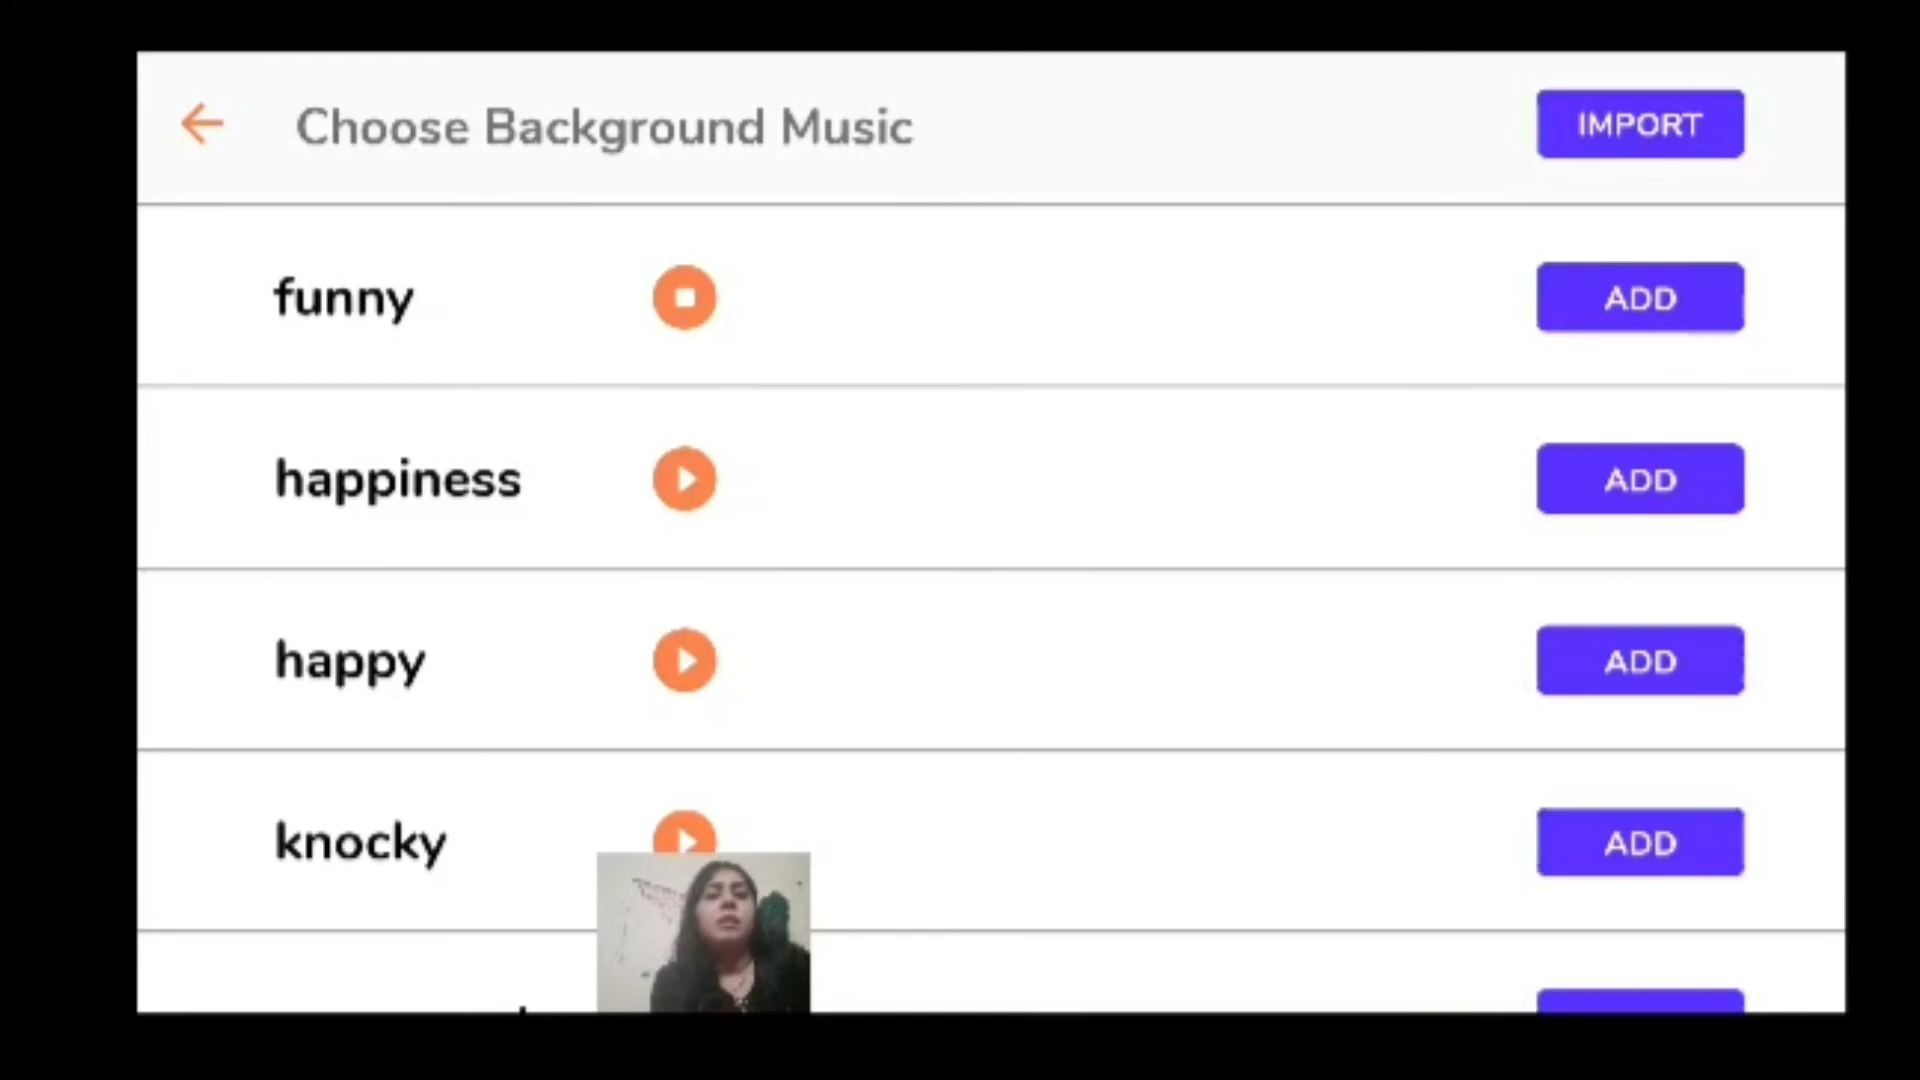 Choose Background Music
IMPORT
funny
ADD
happiness
ADD
happy
ADD
knocky
ADD